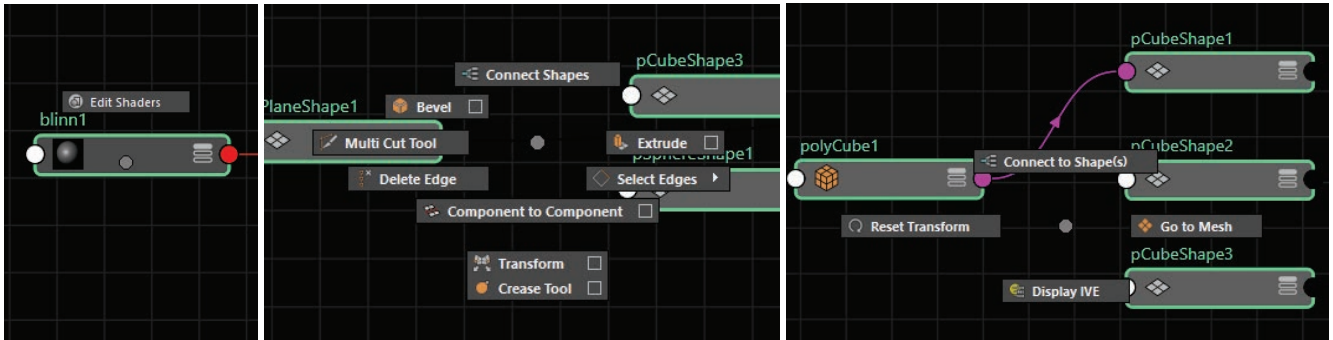 Edit Shaders
blinn1
pCubeShape3
Connect Shapes
PlaneShape1
Bevel
Multi Cut Tool
Extrude
pSphereShape1
Delete Edge
Select Edges
Component to Component
Transform
Crease Tool
pCubeShape1
polyCube1
pCubeShape2
Connect to Shape(s)
Reset Transform
Go to Mesh
pCubeShape3
Display IVE